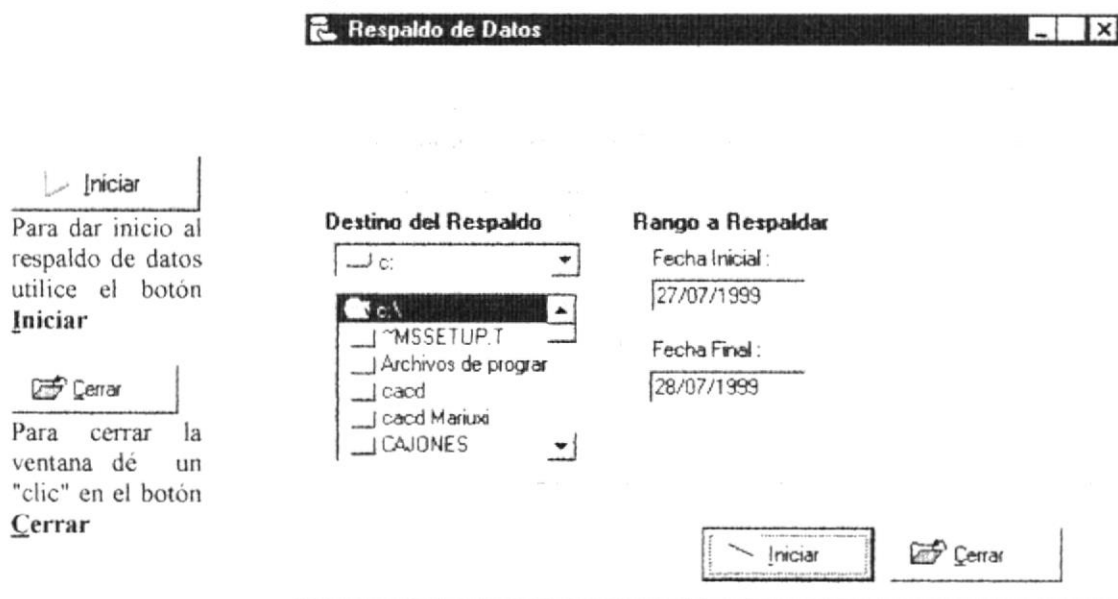 Respaldo de Datos
Iniciar
Para dar inicio al
respaldo de datos
utilice el botón
Iniciar
Cerrar
Para cerrar la
ventana dé un
"clic" en el botón
Cerrar
Destino del Respaldo
c:
c:\
~MSSETUP.T
Archivos de prograr
cacd
cacd Mariuxi
CAJONES
Rango a Respaldar
Fecha Inicial :
27/07/1999
Fecha Final :
28/07/1999
Iniciar
Cerrar